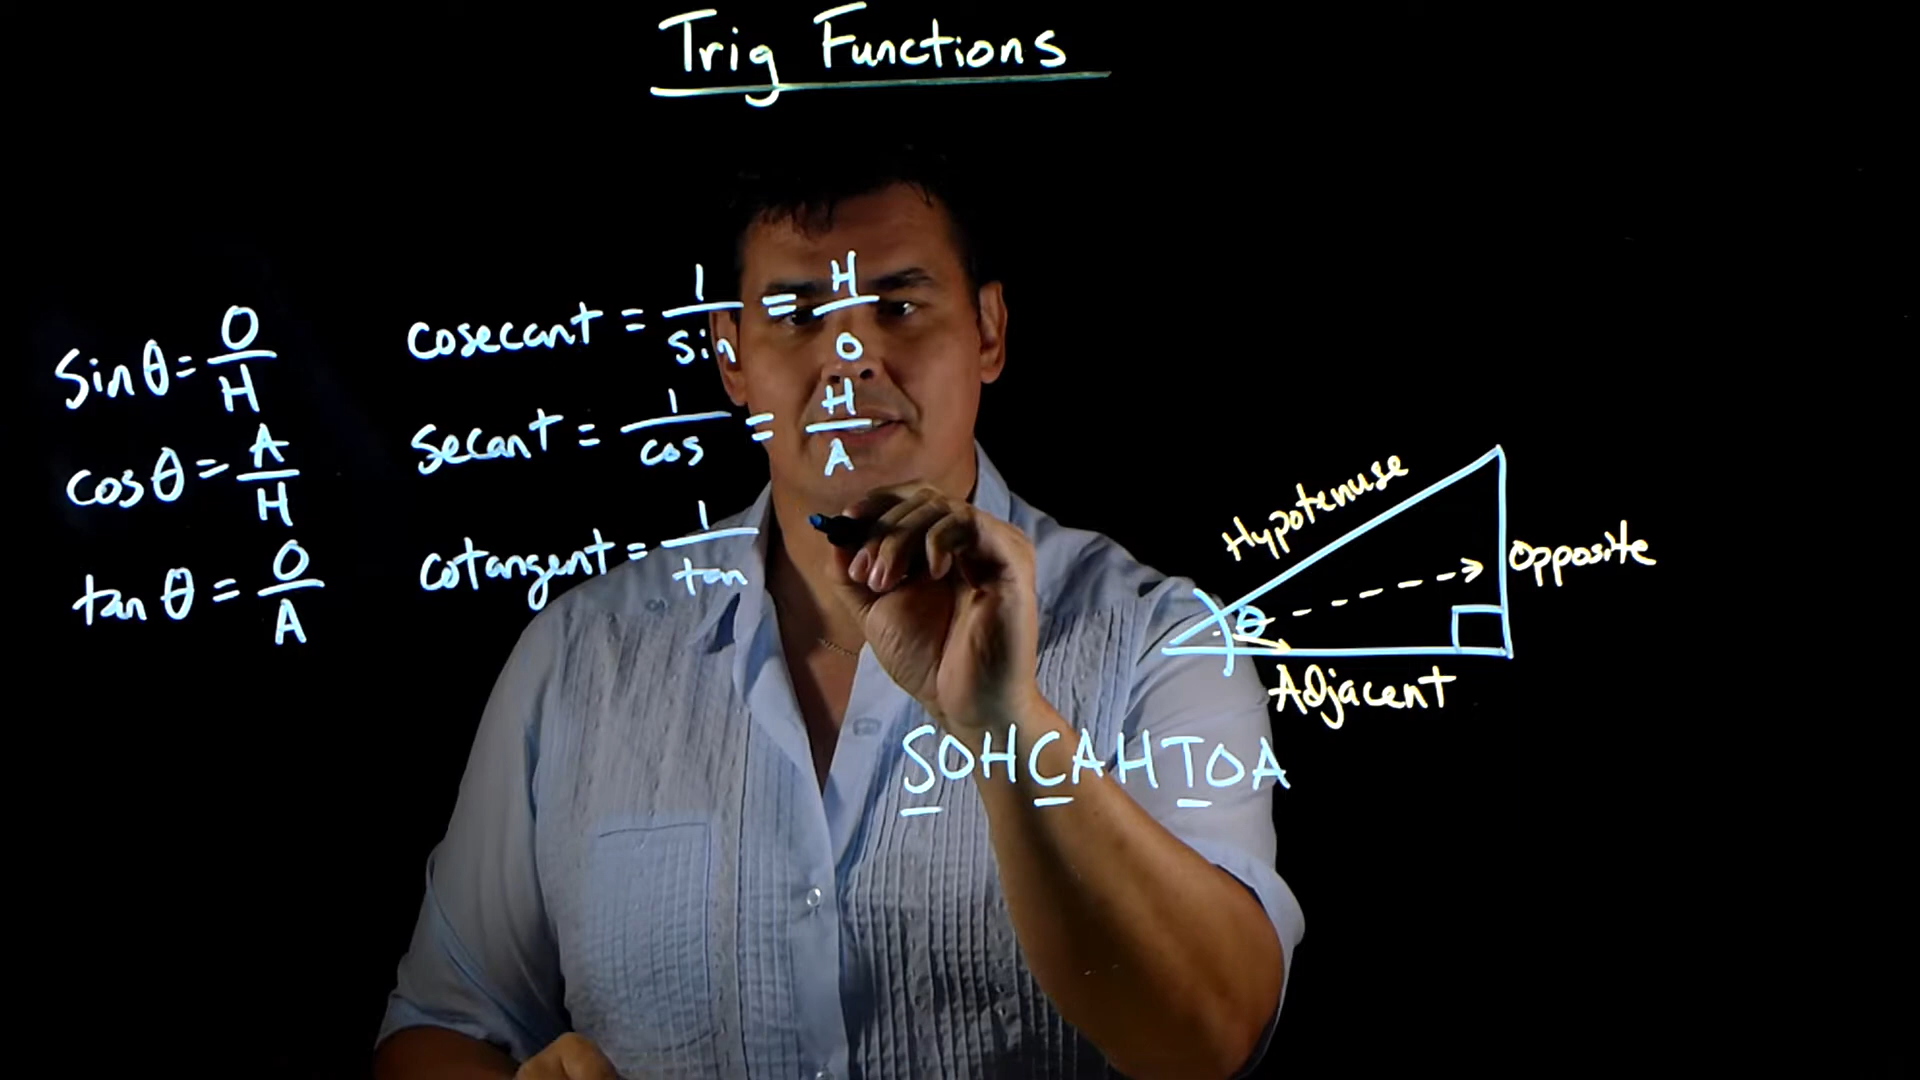 Trig Functions
sin θ = O/H
cos θ = A/H
tan θ = O/A
cosecant = 1/sin = H/O
secant = 1/cos = H/A
cotangent = 1/tan
Hypotenuse
Opposite
θ
Adjacent
SOHCAHTOA